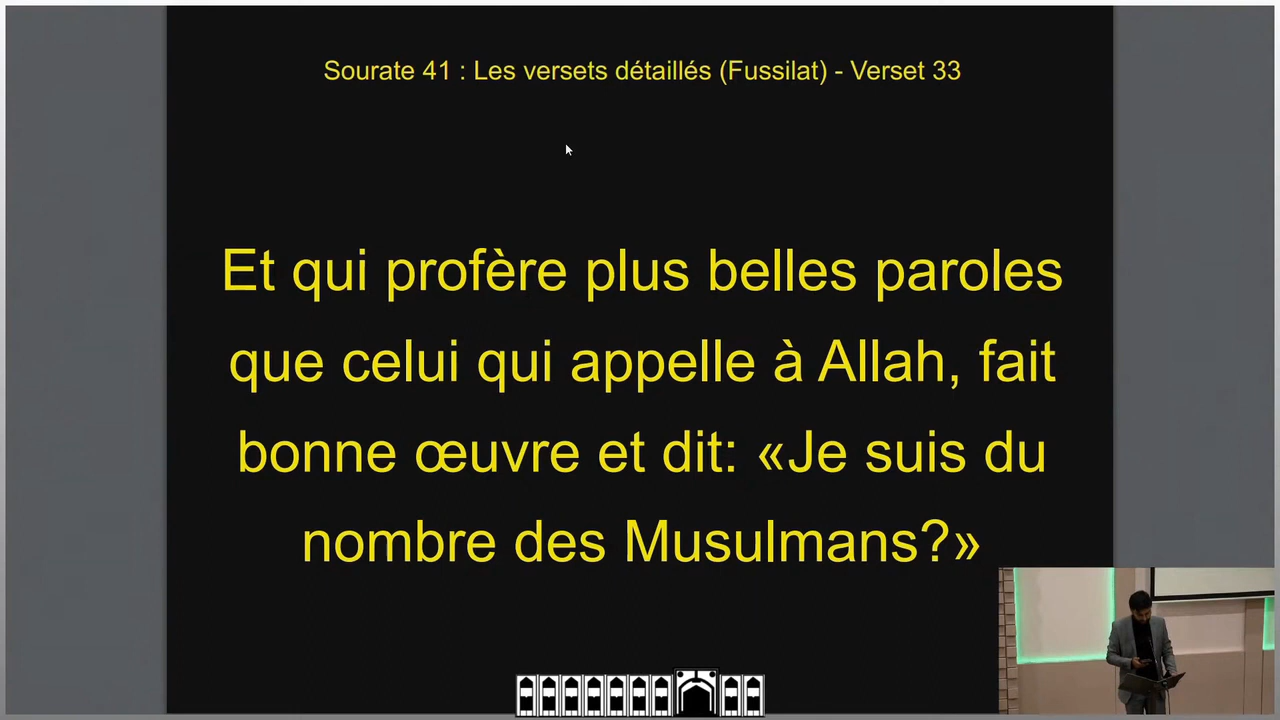 Sourate 41 : Les versets détaillés (Fussilat) - Verset 33
Et qui profère plus belles paroles
que celui qui appelle à Allah, fait
bonne œuvre et dit: «Je suis du
nombre des Musulmans?»